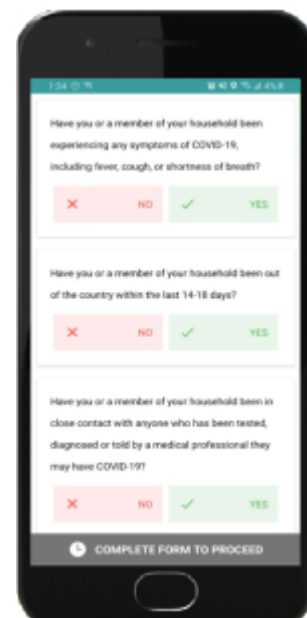 1:34
Have you or a member of your household been
experiencing any symptoms of COVID-19,
including fever, cough, or shortness of breath?
NO YES
Have you or a member of your household been out
of the country within the last 14-18 days?
NO YES
Have you or a member of your household been in
close contact with anyone who has been tested,
diagnosed or told by a medical professional they
may have COVID-19?
NO YES
COMPLETE FORM TO PROCEED